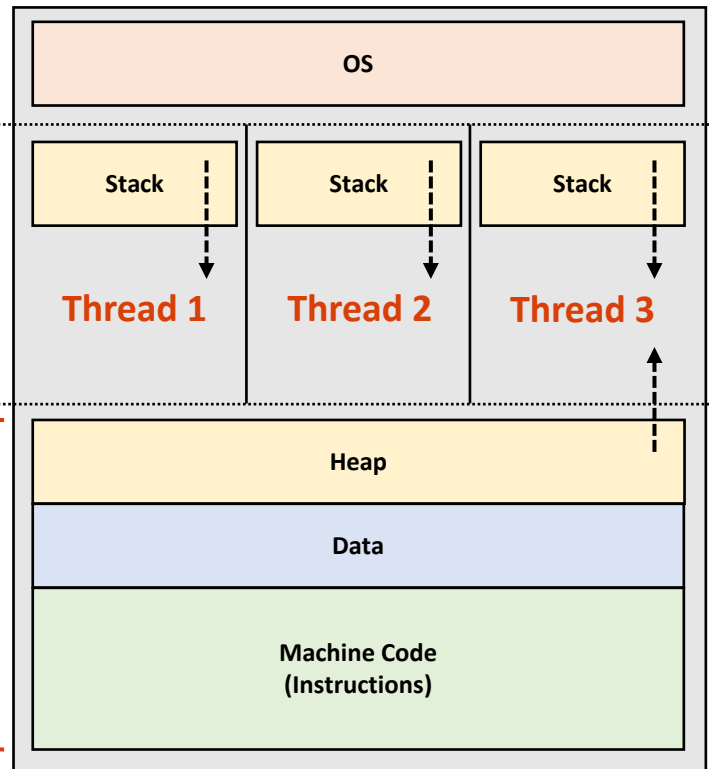 OS
Stack
Stack
Stack
Thread 1
Thread 2
Thread 3
Heap
Data
Machine Code
(Instructions)